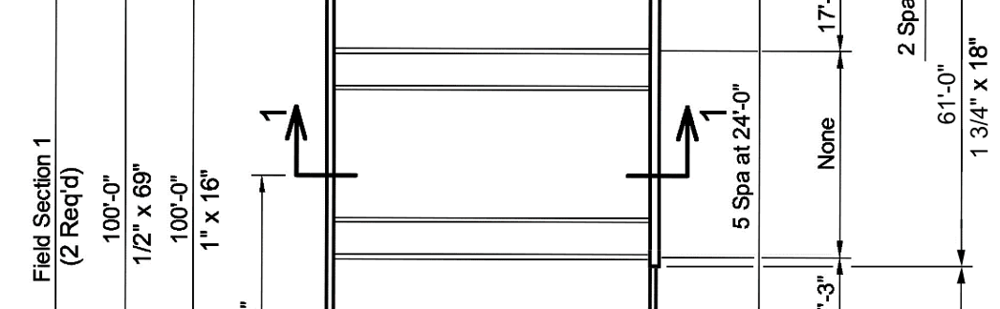 Field Section 1
(2 Req'd)
100'-0"
1/2" x 69"
100'-0"
1" x 16"
1
1
5 Spa at 24'-0"
17'-
None
-3"
2 Spa
61'-0"
1 3/4" x 18"